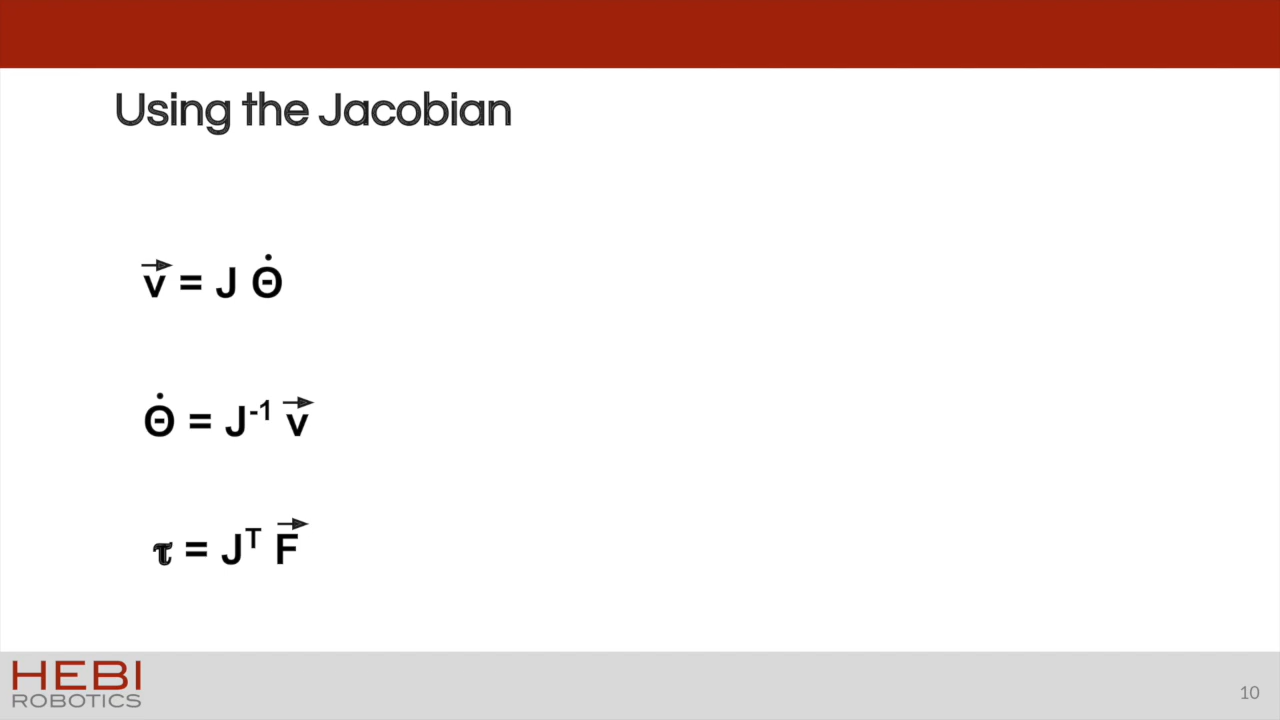 Using the Jacobian
v⃗ = J Θ̇
Θ̇ = J⁻¹ v⃗
τ = Jᵀ F⃗
HEBI
ROBOTICS
10